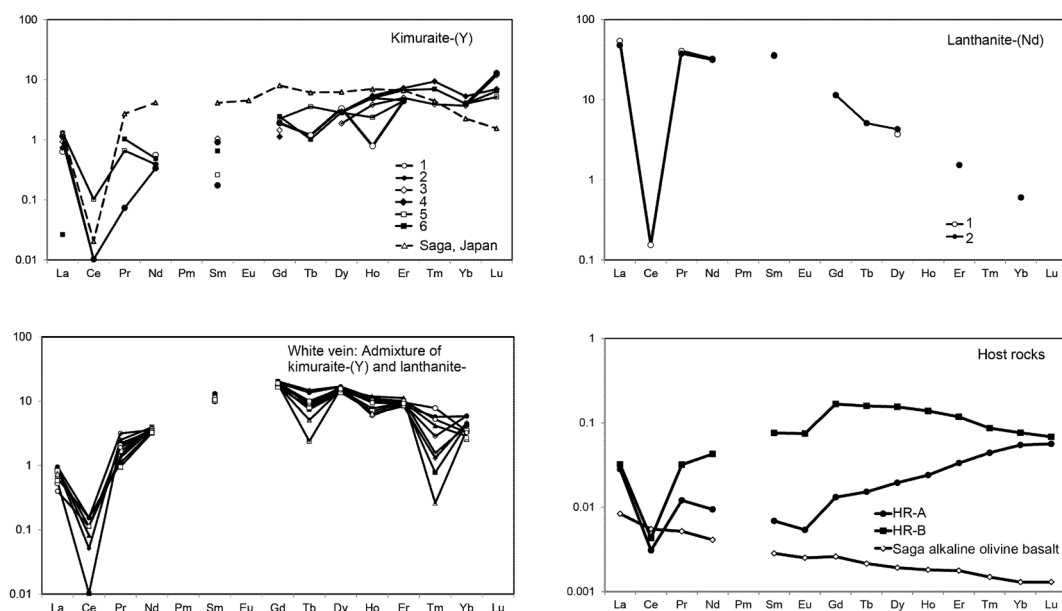 Kimuraite-(Y)
100
10
1
0.1
0.01
La Ce Pr Nd Pm Sm Eu Gd Tb Dy Ho Er Tm Yb Lu
1
2
3
4
5
6
Saga, Japan
Lanthanite-(Nd)
100
10
1
0.1
La Ce Pr Nd Pm Sm Eu Gd Tb Dy Ho Er Tm Yb Lu
1
2
White vein: Admixture of
kimuraite-(Y) and lanthanite-
100
10
1
0.1
0.01
La Ce Pr Nd Pm Sm Eu Gd Tb Dy Ho Er Tm Yb Lu
Host rocks
1
0.1
0.01
0.001
La Ce Pr Nd Pm Sm Eu Gd Tb Dy Ho Er Tm Yb Lu
HR-A
HR-B
Saga alkaline olivine basalt